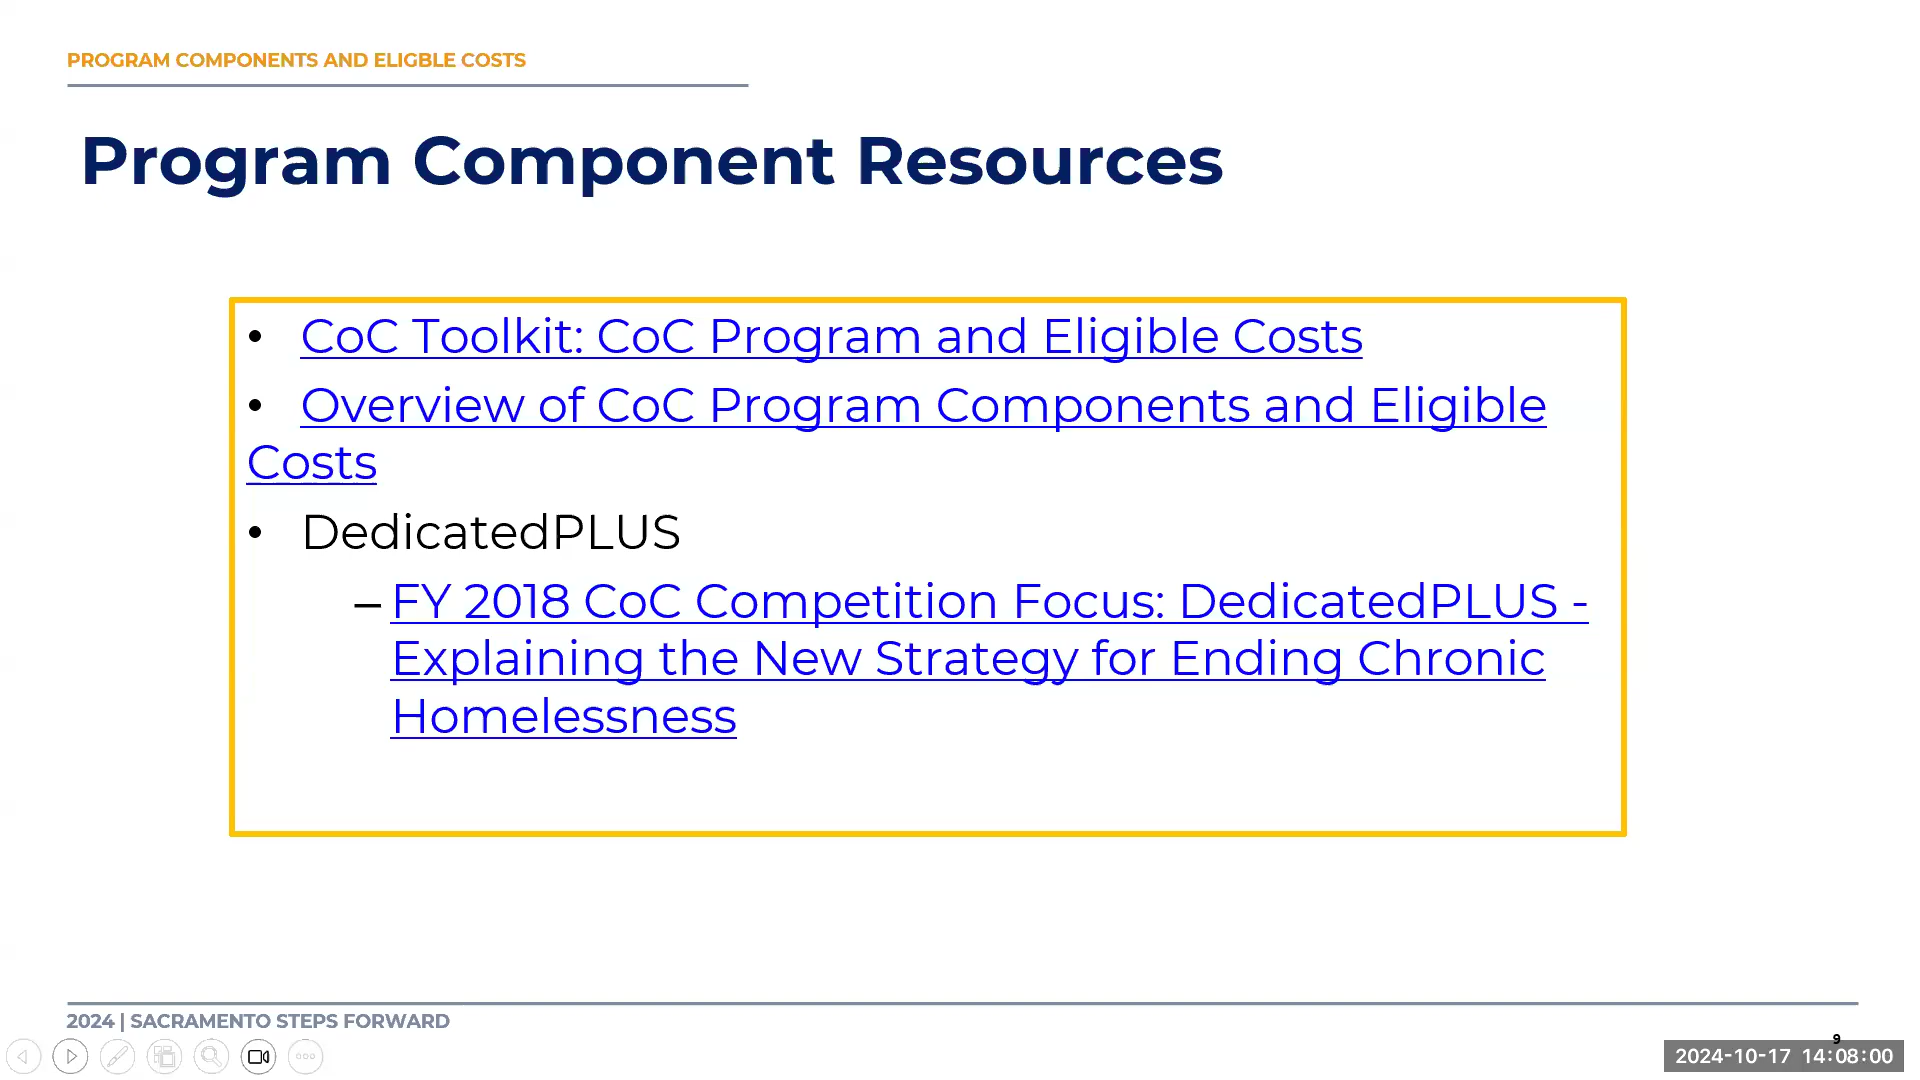 PROGRAM COMPONENTS AND ELIGBLE COSTS
Program Component Resources
• CoC Toolkit: CoC Program and Eligible Costs
• Overview of CoC Program Components and Eligible
Costs
• DedicatedPLUS
– FY 2018 CoC Competition Focus: DedicatedPLUS -
Explaining the New Strategy for Ending Chronic
Homelessness
2024 | SACRAMENTO STEPS FORWARD
9
2024-10-17 14:08:00